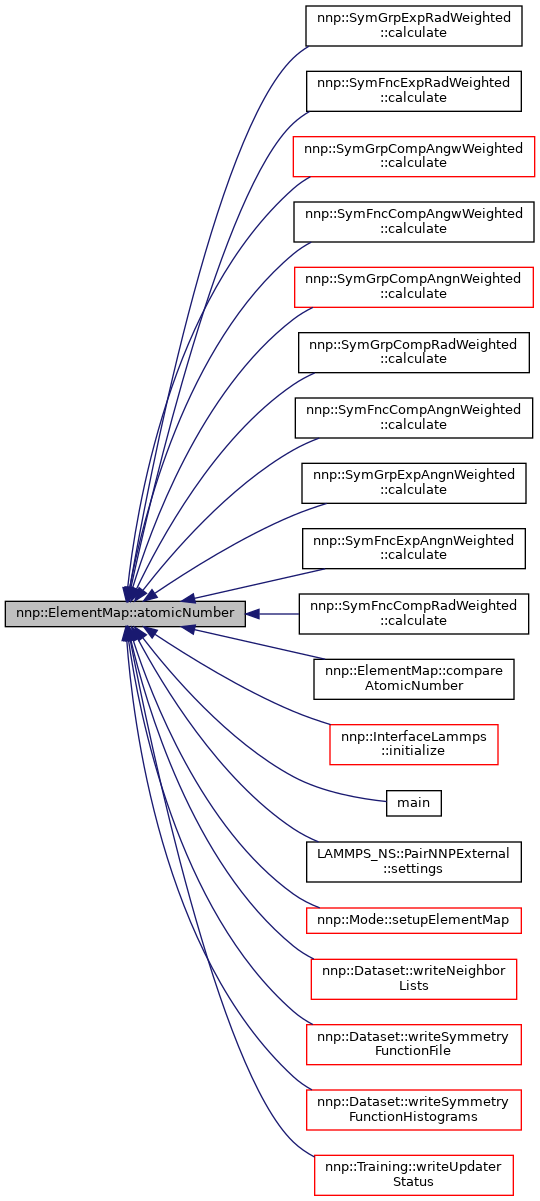 nnp::SymGrpExpRadWeighted
::calculate
nnp::SymFncExpRadWeighted
::calculate
nnp::SymGrpCompAngwWeighted
::calculate
nnp::SymFncCompAngwWeighted
::calculate
nnp::SymGrpCompAngnWeighted
::calculate
nnp::SymGrpCompRadWeighted
::calculate
nnp::SymFncCompAngnWeighted
::calculate
nnp::SymGrpExpAngnWeighted
::calculate
nnp::SymFncExpAngnWeighted
::calculate
nnp::ElementMap::atomicNumber
nnp::SymFncCompRadWeighted
::calculate
nnp::ElementMap::compare
AtomicNumber
nnp::InterfaceLammps
::initialize
main
LAMMPS_NS::PairNNPExternal
::settings
nnp::Mode::setupElementMap
nnp::Dataset::writeNeighbor
Lists
nnp::Dataset::writeSymmetry
FunctionFile
nnp::Dataset::writeSymmetry
FunctionHistograms
nnp::Training::writeUpdater
Status